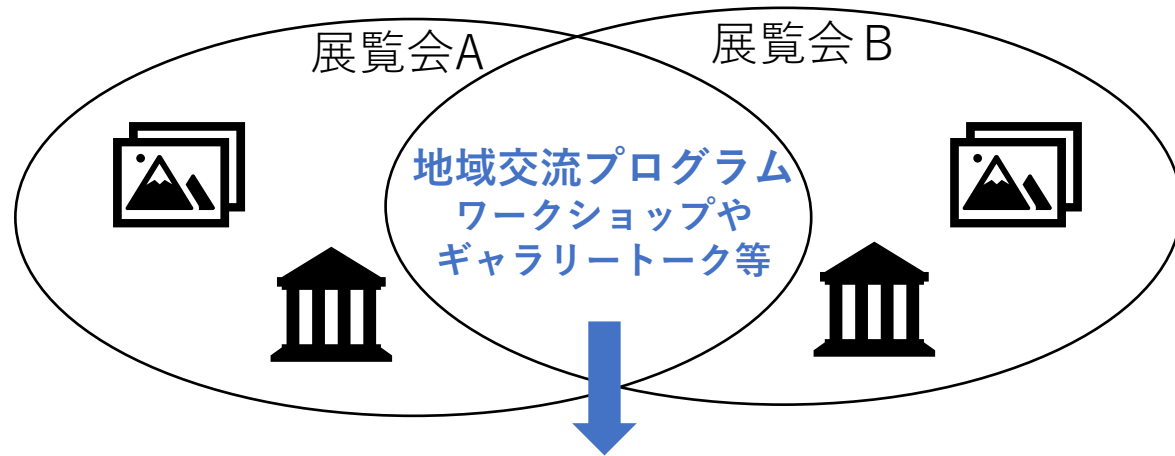 展覧会A
展覧会B
地域交流プログラム
ワークショップや
ギャラリートーク等